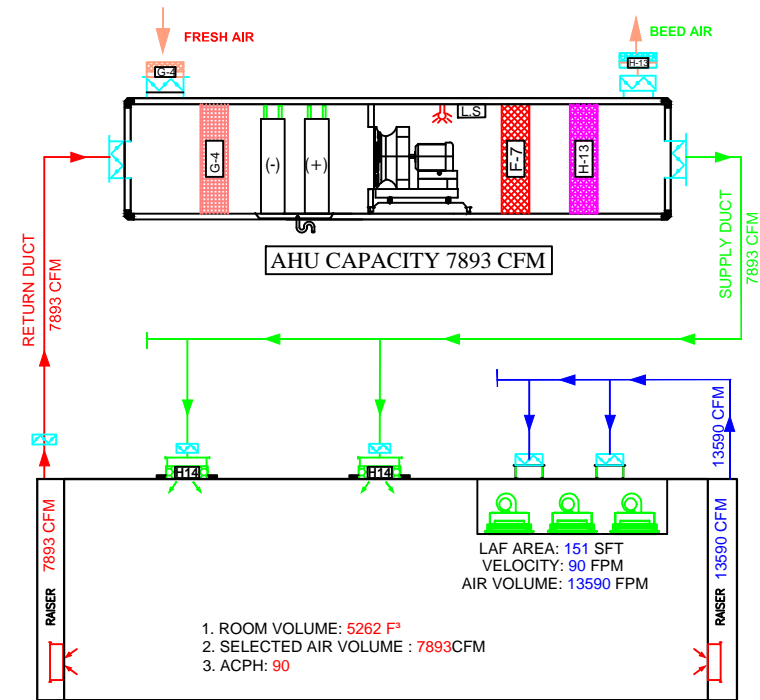 FRESH AIR
BEED AIR
G-4
H-13
L.S
G-4
(-)
(+)
F-7
H-13
AHU CAPACITY 7893 CFM
RETURN DUCT
7893 CFM
SUPPLY DUCT
7893 CFM
13590 CFM
H14
H14
LAF AREA: 151 SFT
VELOCITY: 90 FPM
AIR VOLUME: 13590 FPM
RAISER 7893 CFM
RAISER 13590 CFM
1. ROOM VOLUME: 5262 F³
2. SELECTED AIR VOLUME : 7893CFM
3. ACPH: 90